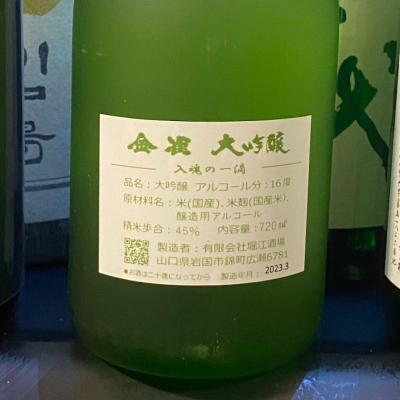 金雀 大吟醸
入魂の一滴
品名：大吟醸 アルコール分：16度
原材料名：米(国産)、米麹(国産米)、
醸造用アルコール
精米歩合：45% 内容量：720㎖
製造者：有限会社堀江酒場
山口県岩国市錦町広瀬6781
●お酒は二十歳になってから 製造年月：2023.3